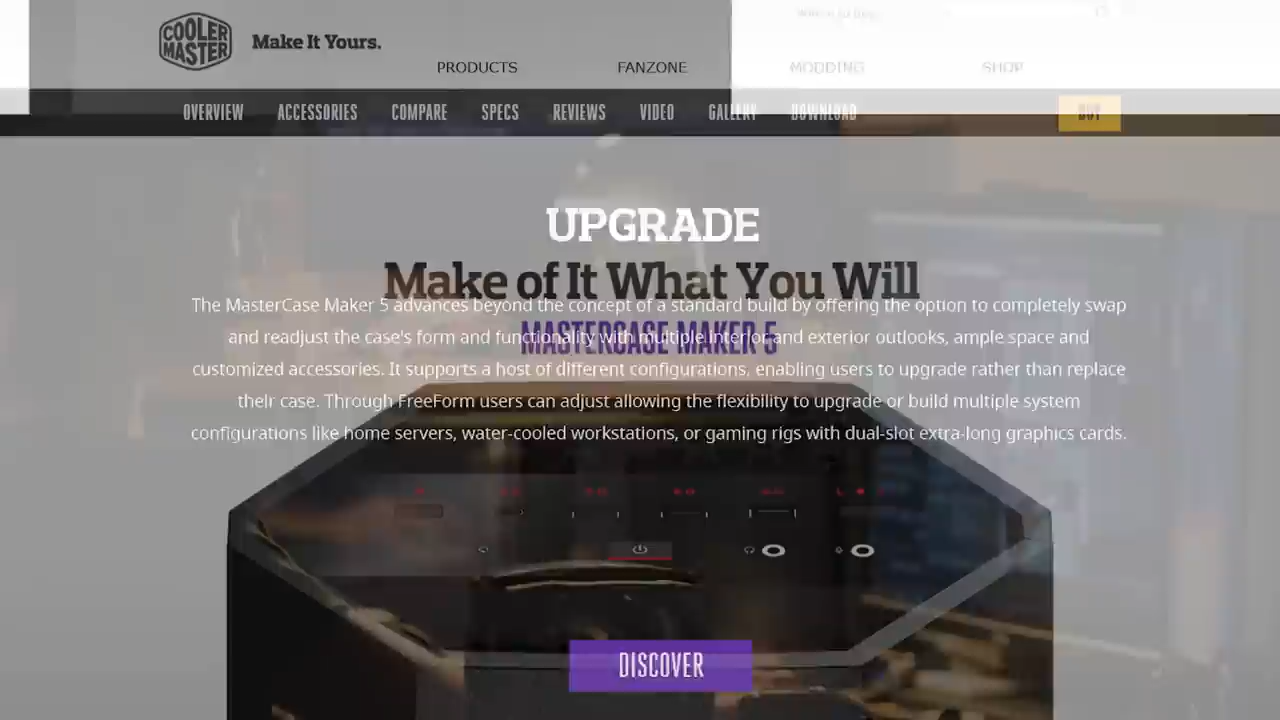 COOLER
MASTER
Make It Yours.
PRODUCTS
FANZONE
MODDING
SHOP
OVERVIEW
ACCESSORIES
COMPARE
SPECS
REVIEWS
VIDEO
GALLERY
DOWNLOAD
BUY
UPGRADE
Make of It What You Will
The MasterCase Maker 5 advances beyond the concept of a standard build by offering the option to completely swap
and readjust the case's form and functionality with multiple interior and exterior outlooks, ample space and
MASTERCASE MAKER 5
customized accessories. It supports a host of different configurations, enabling users to upgrade rather than replace
their case. Through FreeForm users can adjust allowing the flexibility to upgrade or build multiple system
configurations like home servers, water-cooled workstations, or gaming rigs with dual-slot extra-long graphics cards.
DISCOVER